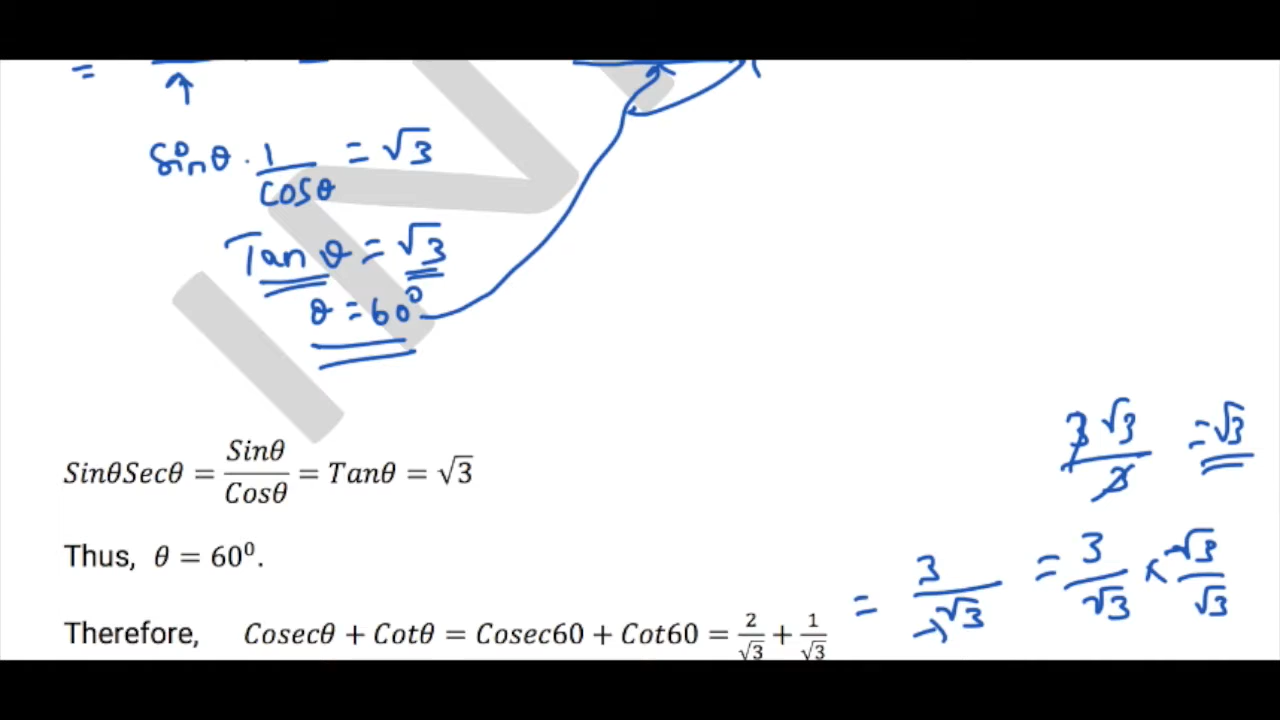 =
Sinθ · 1/Cosθ = √3
Tan θ = √3
θ = 60⁰
SinθSecθ = Sinθ/Cosθ = Tanθ = √3
Thus, θ = 60⁰.
Therefore, Cosecθ + Cotθ = Cosec60 + Cot60 = 2/√3 + 1/√3
= 3/√3 = 3/√3 × √3/√3
3√3/3 = √3